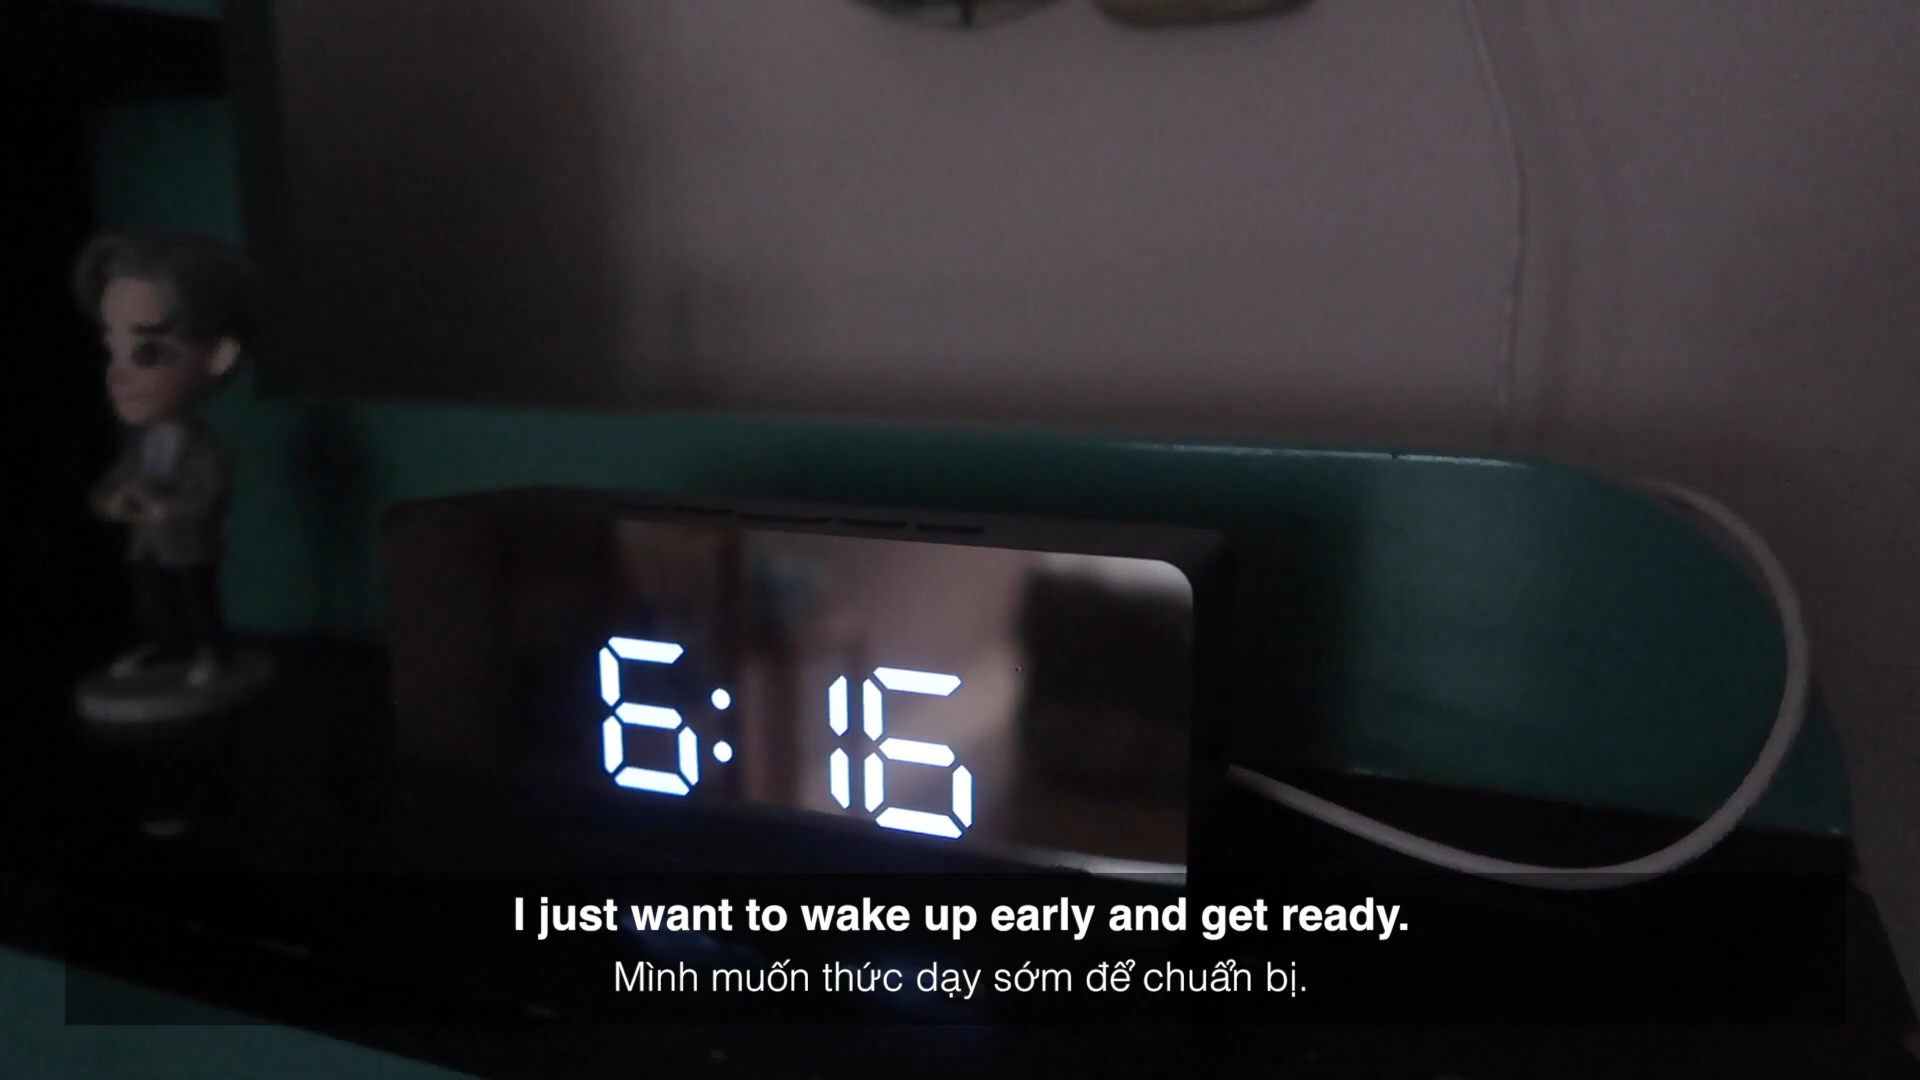 6:16
I just want to wake up early and get ready.
Mình muốn thức dạy sớm để chuẩn bị.